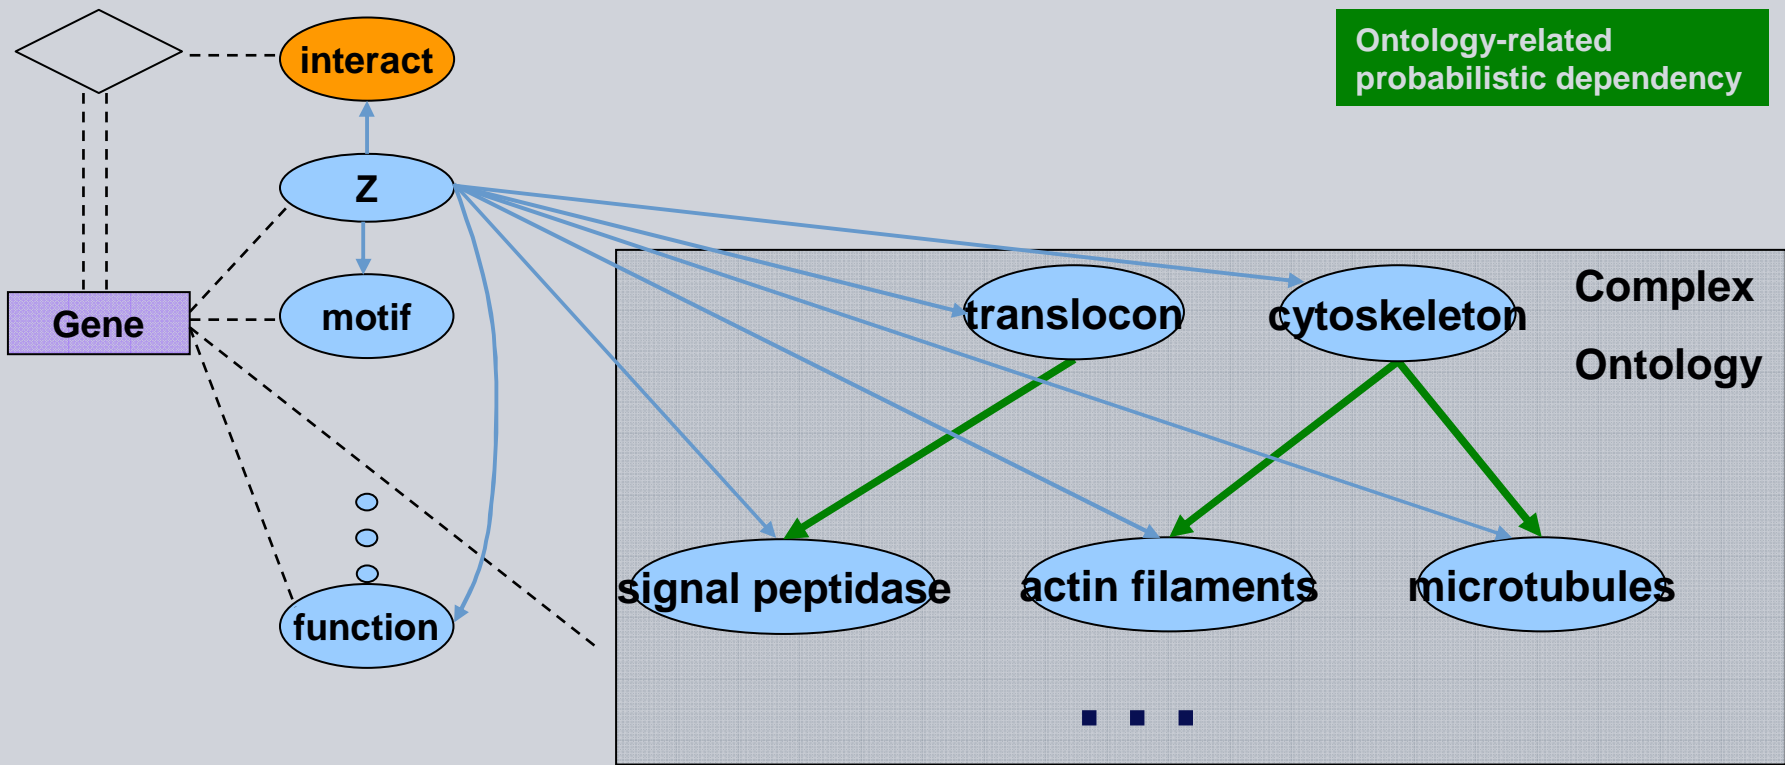 interact
Ontology-related
probabilistic dependency
Z
Gene
motif
translocon
cytoskeleton
Complex
Ontology
signal peptidase
actin filaments
microtubules
function
...